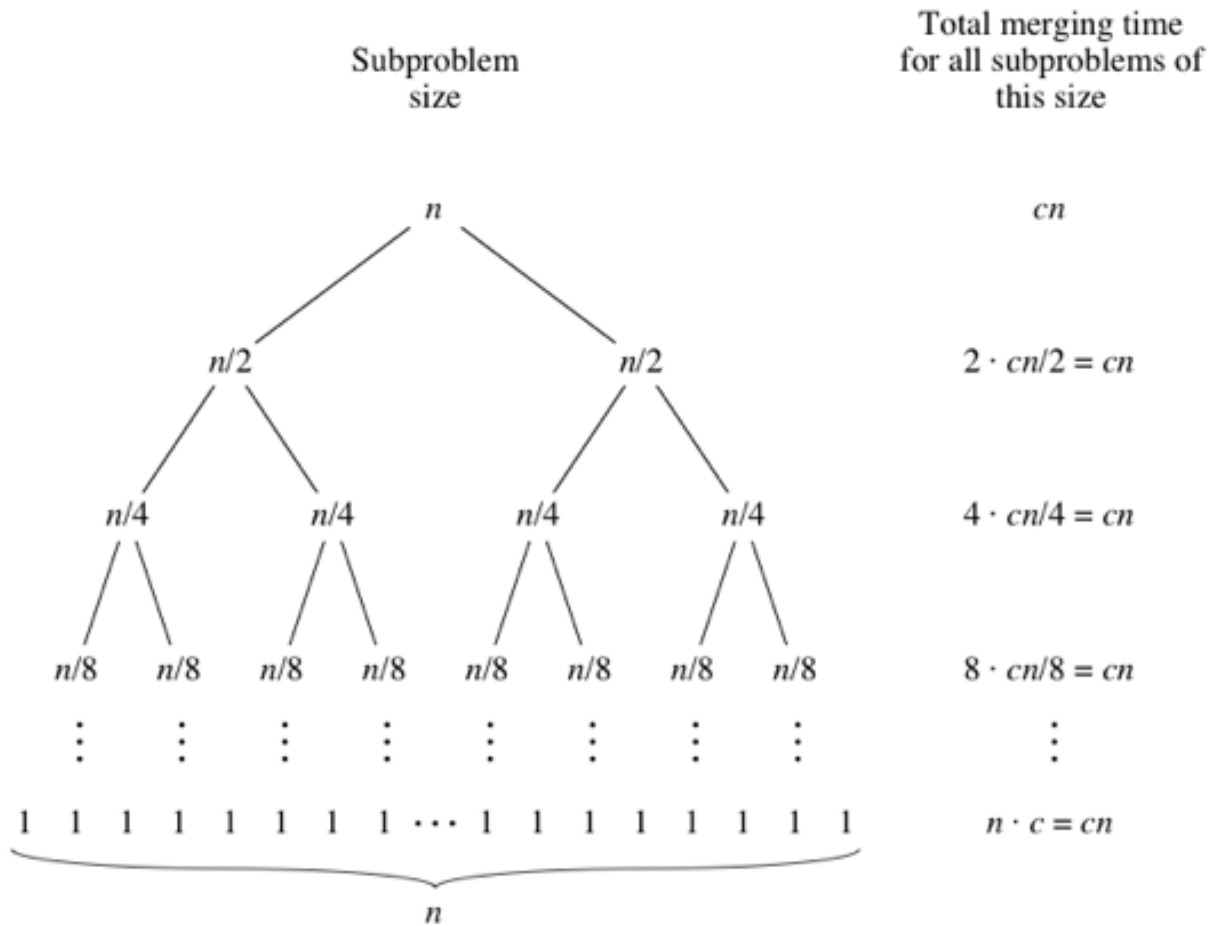 Subproblem
size
Total merging time
for all subproblems of
this size
n cn
n/2 n/2 2 · cn/2 = cn
n/4 n/4 n/4 n/4 4 · cn/4 = cn
n/8 n/8 n/8 n/8 n/8 n/8 n/8 n/8 8 · cn/8 = cn
⋮ ⋮ ⋮ ⋮ ⋮ ⋮ ⋮ ⋮ ⋮
1 1 1 1 1 1 1 1 ··· 1 1 1 1 1 1 1 1 n · c = cn
n